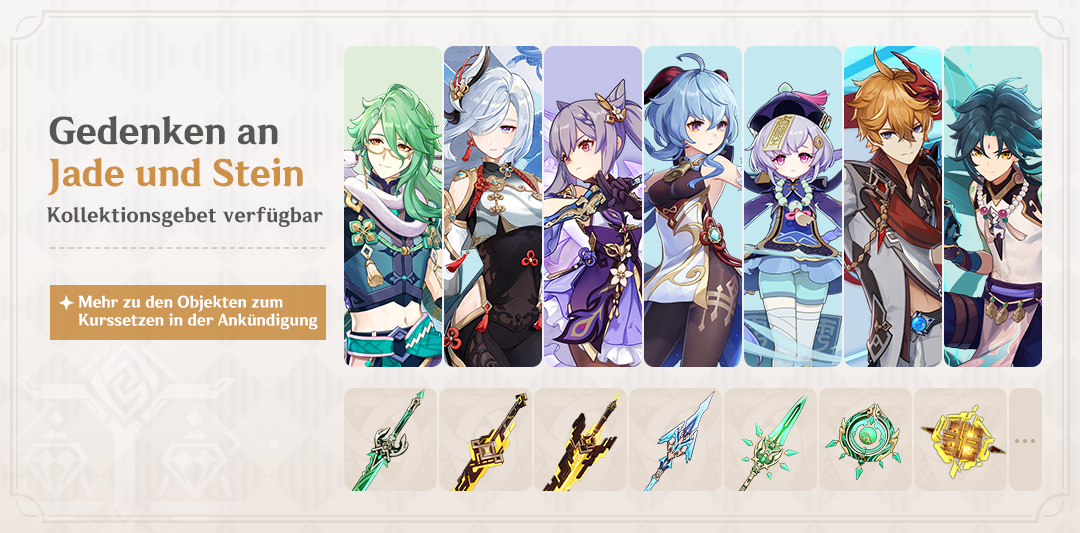 Gedenken an
Jade und Stein
Kollektionsgebet verfügbar
Mehr zu den Objekten zum
Kurssetzen in der Ankündigung